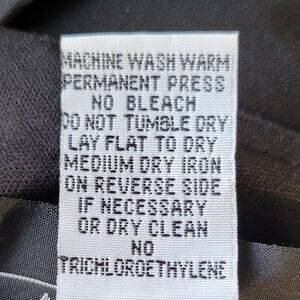 MACHINE WASH WARM
PERMANENT PRESS
NO BLEACH
DO NOT TUMBLE DRY
LAY FLAT TO DRY
MEDIUM DRY IRON
ON REVERSE SIDE
IF NECESSARY
OR DRY CLEAN
NO
TRICHLOROETHYLENE